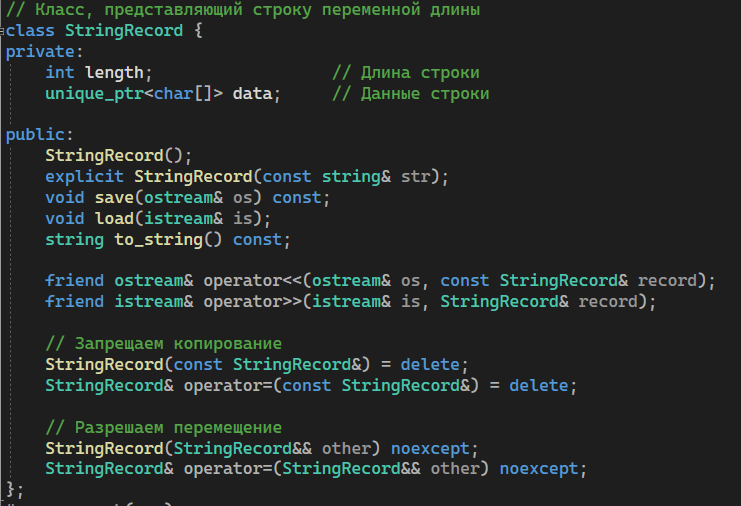 // Класс, представляющий строку переменной длины
class StringRecord {
private:
    int length;                 // Длина строки
    unique_ptr<char[]> data;     // Данные строки

public:
    StringRecord();
    explicit StringRecord(const string& str);
    void save(ostream& os) const;
    void load(istream& is);
    string to_string() const;

    friend ostream& operator<<(ostream& os, const StringRecord& record);
    friend istream& operator>>(istream& is, StringRecord& record);

    // Запрещаем копирование
    StringRecord(const StringRecord&) = delete;
    StringRecord& operator=(const StringRecord&) = delete;

    // Разрешаем перемещение
    StringRecord(StringRecord&& other) noexcept;
    StringRecord& operator=(StringRecord&& other) noexcept;
};